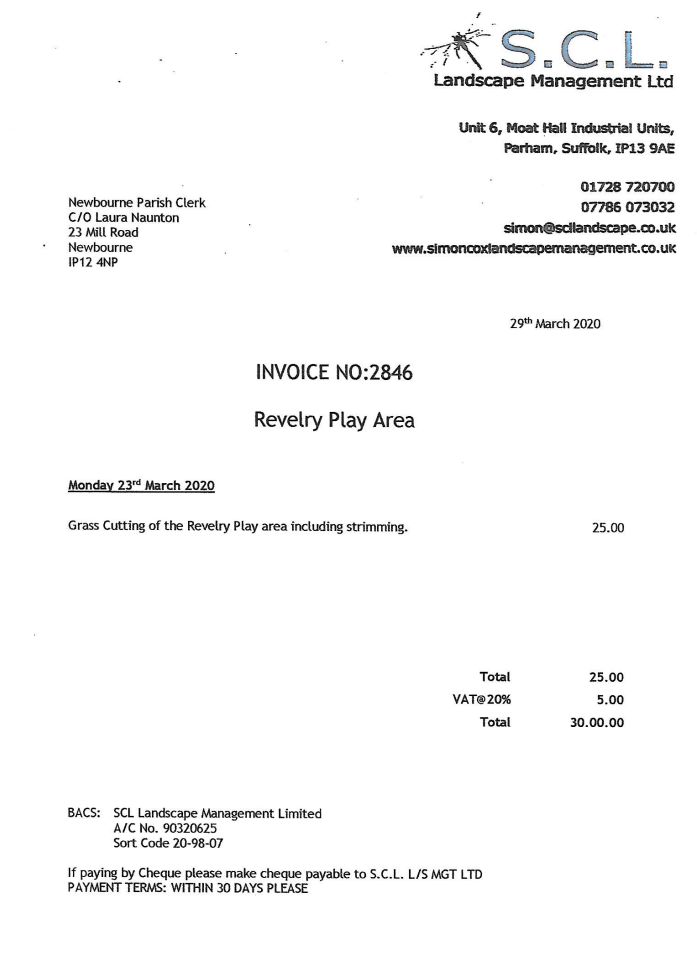 S.C.L.
Landscape Management Ltd
Unit 6, Moat Hall Industrial Units,
Parham, Suffolk, IP13 9AE
01728 720700
07786 073032
simon@scllandscape.co.uk
www.simoncoxlandscapemanagement.co.uk
Newbourne Parish Clerk
C/O Laura Naunton
23 Mill Road
Newbourne
IP12 4NP
29th March 2020
INVOICE NO:2846
Revelry Play Area
Monday 23rd March 2020
Grass Cutting of the Revelry Play area including strimming. 25.00
Total 25.00
VAT@20% 5.00
Total 30.00.00
BACS: SCL Landscape Management Limited
A/C No. 90320625
Sort Code 20-98-07
If paying by Cheque please make cheque payable to S.C.L. L/S MGT LTD
PAYMENT TERMS: WITHIN 30 DAYS PLEASE